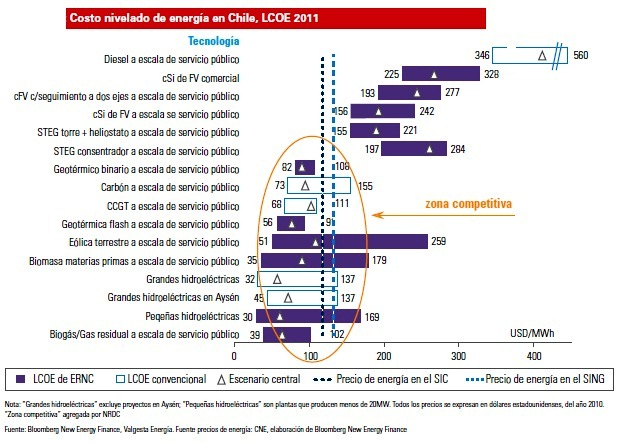 Costo nivelado de energía en Chile, LCOE 2011
Tecnología
Diesel a escala de servicio público 346 560
cSi de FV comercial 225 328
cFV c/seguimiento a dos ejes a escala de servicio público 193 277
cSi de FV a escala se servicio público 156 242
STEG torre + heliostato a escala de servicio público 155 221
STEG consentrador a escala de servicio público 197 284
Geotérmico binario a escala de servicio público 82 108
Carbón a escala de servicio público 73 155
CCGT a escala de servicio público 68 111
zona competitiva
Geotérmica flash a escala de servicio público 56 91
Eólica terrestre a escala de servicio público 51 259
Biomasa materias primas a escala de servicio público 35 179
Grandes hidroeléctricas 32 137
Grandes hidroeléctricas en Aysén 45 137
Peqeñas hidroeléctricas 30 169
Biogás/Gas residual a escala de servicio público 39 102
USD/MWh
0 100 200 300 400
LCOE de ERNC LCOE convencional Escenario central Precio de energía en el SIC Precio de energía en el SING
Nota: "Grandes hidroeléctricas" excluye proyectos en Aysén; "Pequeñas hidroeléctricas" son plantas que producen menos de 20MW. Todos los precios se expresan en dólares estadounidenses, del año 2010.
"Zona competitiva" agregada por NRDC
Fuente: Bloomberg New Energy Finance, Valgesta Energía. Fuente precios de energía: CNE, elaboración de Bloomberg New Energy Finance